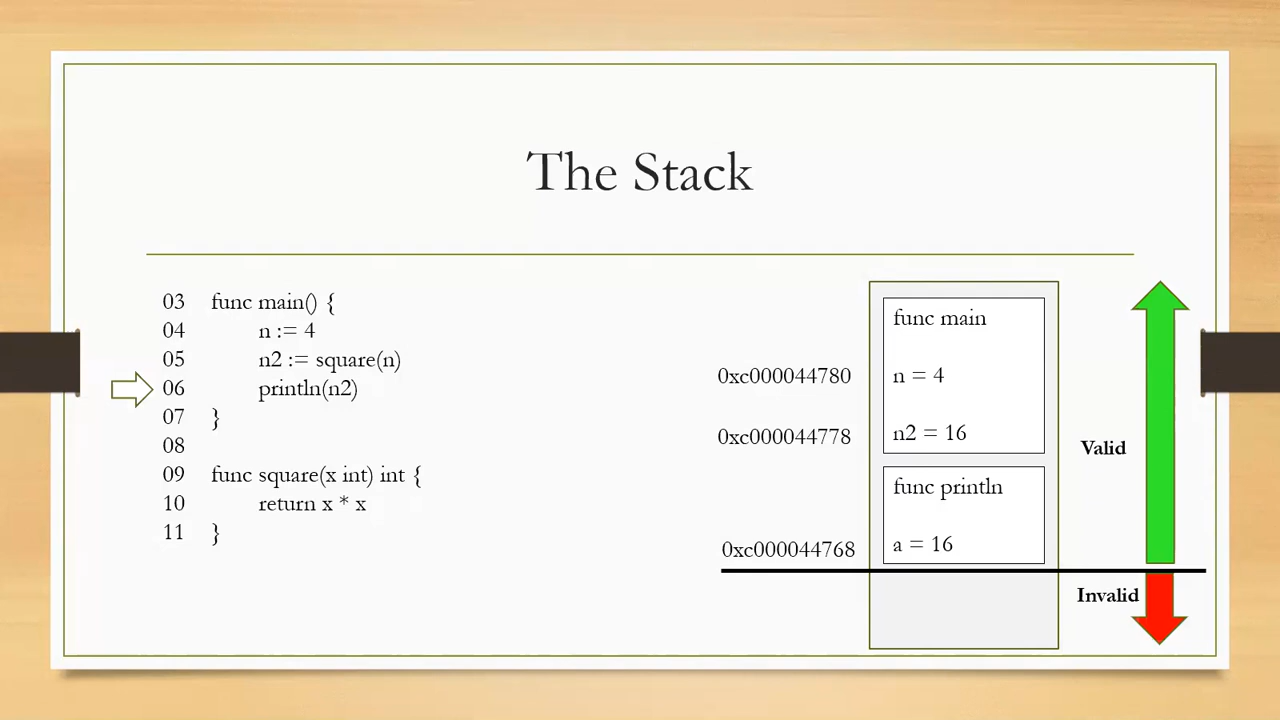 The Stack
03 func main() {
04 n := 4
05 n2 := square(n)
06 println(n2)
07 }
08
09 func square(x int) int {
10 return x * x
11 }
func main
0xc000044780 n = 4
0xc000044778 n2 = 16
Valid
func println
0xc000044768 a = 16
Invalid